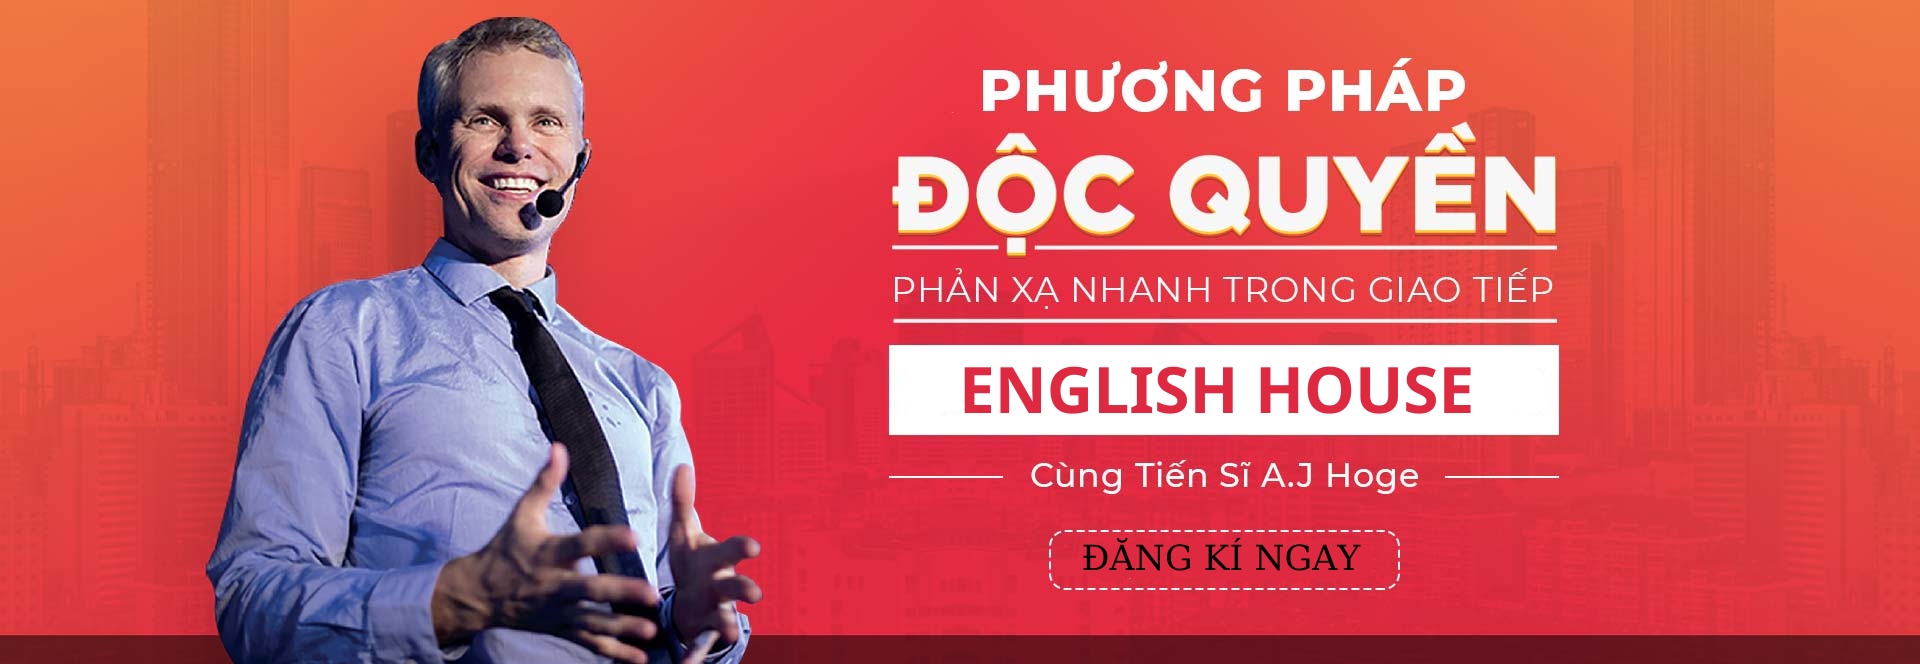 PHƯƠNG PHÁP
ĐỘC QUYỀN
PHẢN XẠ NHANH TRONG GIAO TIẾP
ENGLISH HOUSE
Cùng Tiến Sĩ A.J Hoge
ĐĂNG KÍ NGAY